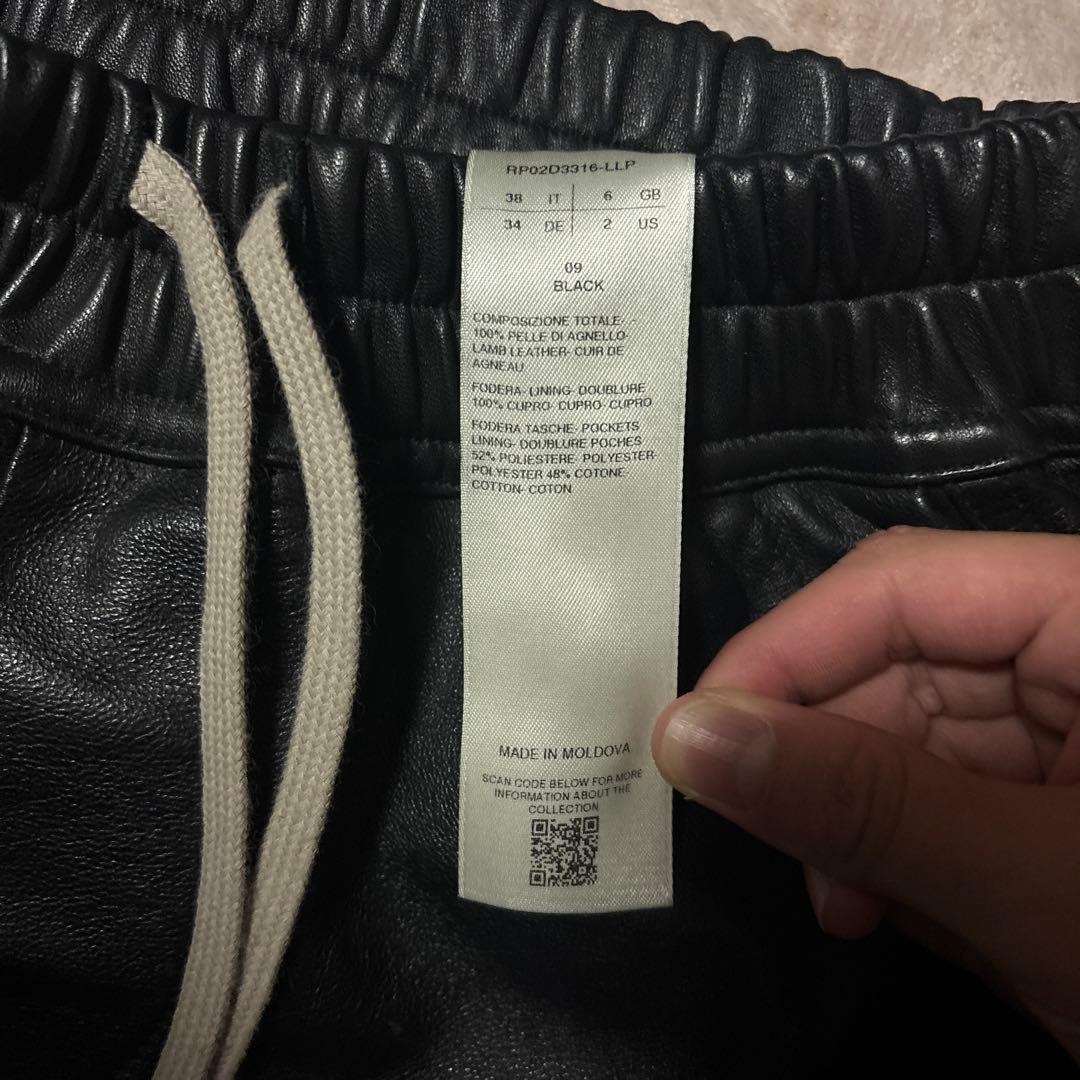 RP02D3316-LLP
38 IT 6 GB
34 DE 2 US
09
BLACK
COMPOSIZIONE TOTALE- -
100% PELLE DI AGNELLO-
LAMB LEATHER- CUIR DE
AGNEAU
FODERA- LINING- DOUBLURE
100% CUPRO- CUPRO- CUPRO
FODERA TASCHE- POCKETS
LINING- DOUBLURE POCHES
52% POLIESTERE- POLYESTER-
POLYESTER 48% COTONE-
COTTON- COTON
MADE IN MOLDOVA
SCAN CODE BELOW FOR MORE
INFORMATION ABOUT THE
COLLECTION